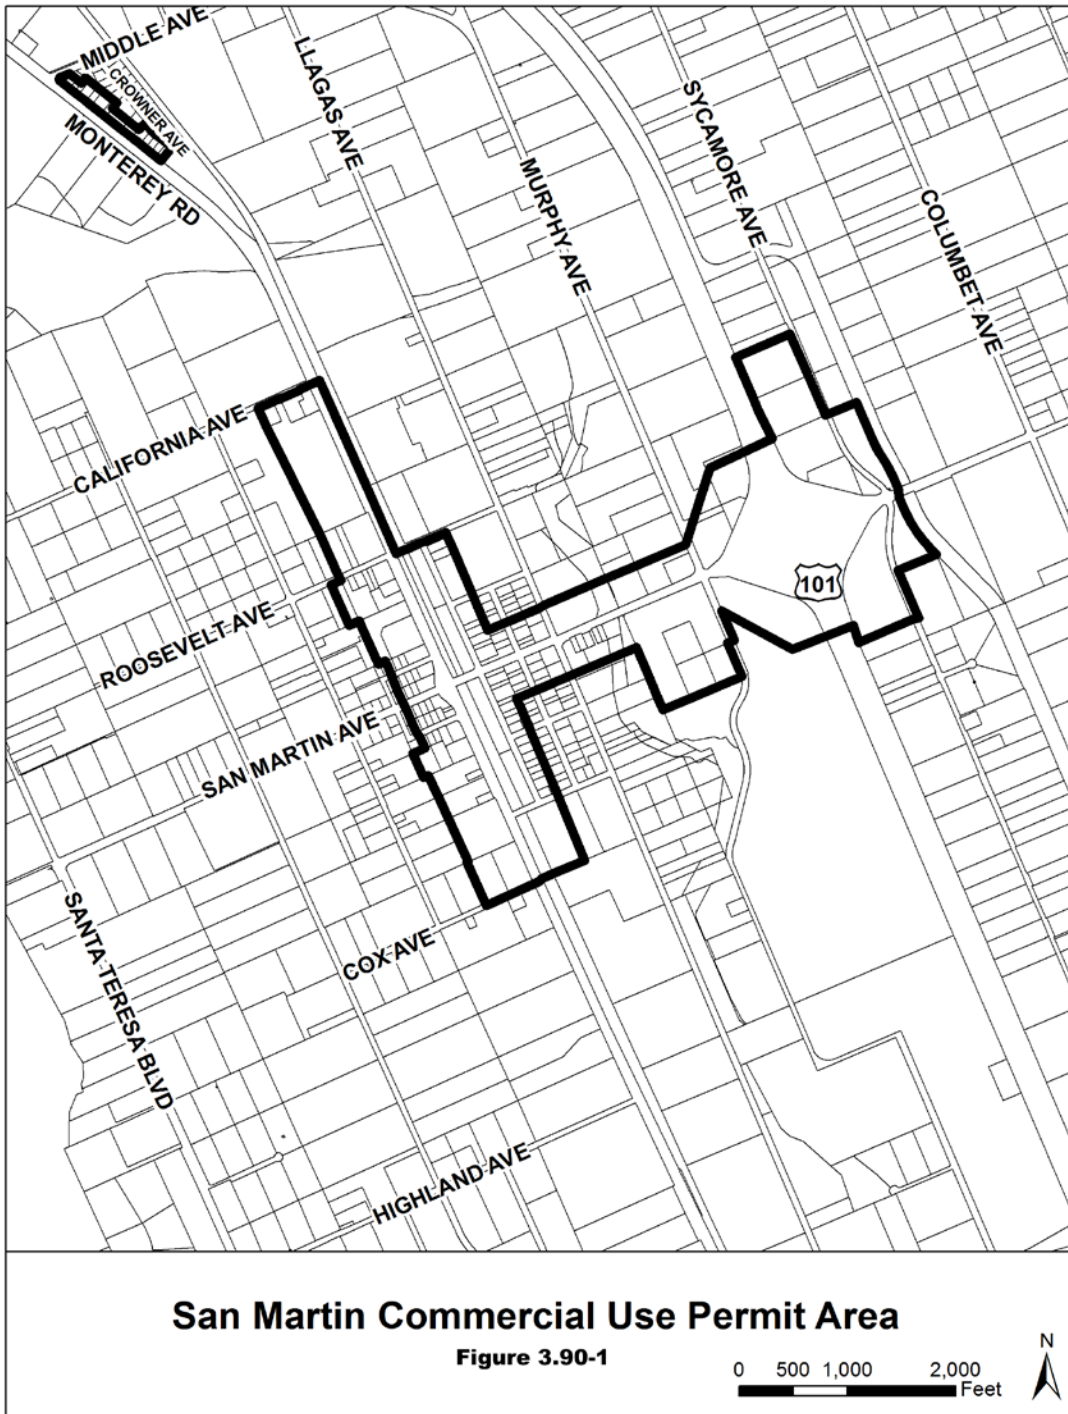 MIDDLE AVE
CROWNER AVE
MONTEREY RD
LLAGAS AVE
MURPHY AVE
SYCAMORE AVE
COLUMBET AVE
CALIFORNIA AVE
101
ROOSEVELT AVE
SAN MARTIN AVE
SANTA TERESA BLVD
COX AVE
HIGHLAND AVE
San Martin Commercial Use Permit Area
Figure 3.90-1
0 500 1,000 2,000
Feet
N